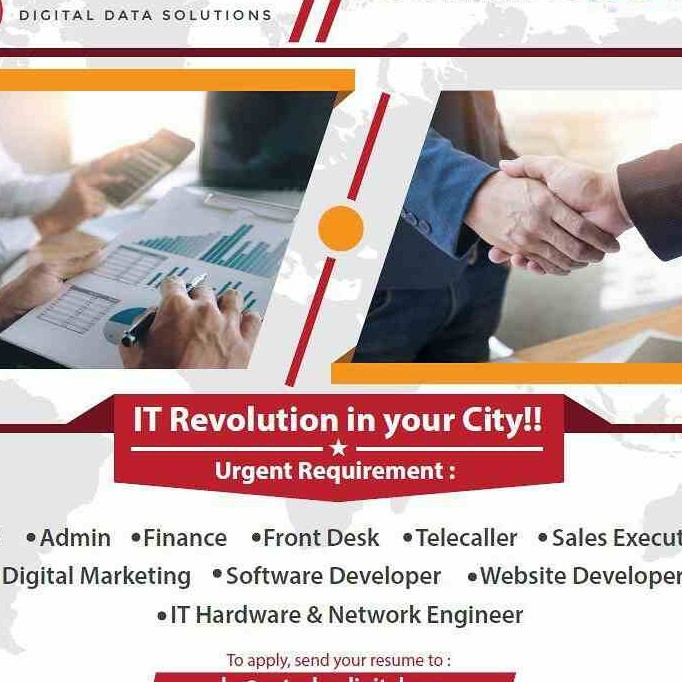 DIGITAL DATA SOLUTIONS
IT Revolution in your City!!
Urgent Requirement :
•Admin •Finance •Front Desk •Telecaller •Sales
Digital Marketing •Software Developer •Website Developer
•IT Hardware & Network Engineer
To apply, send your resume to :